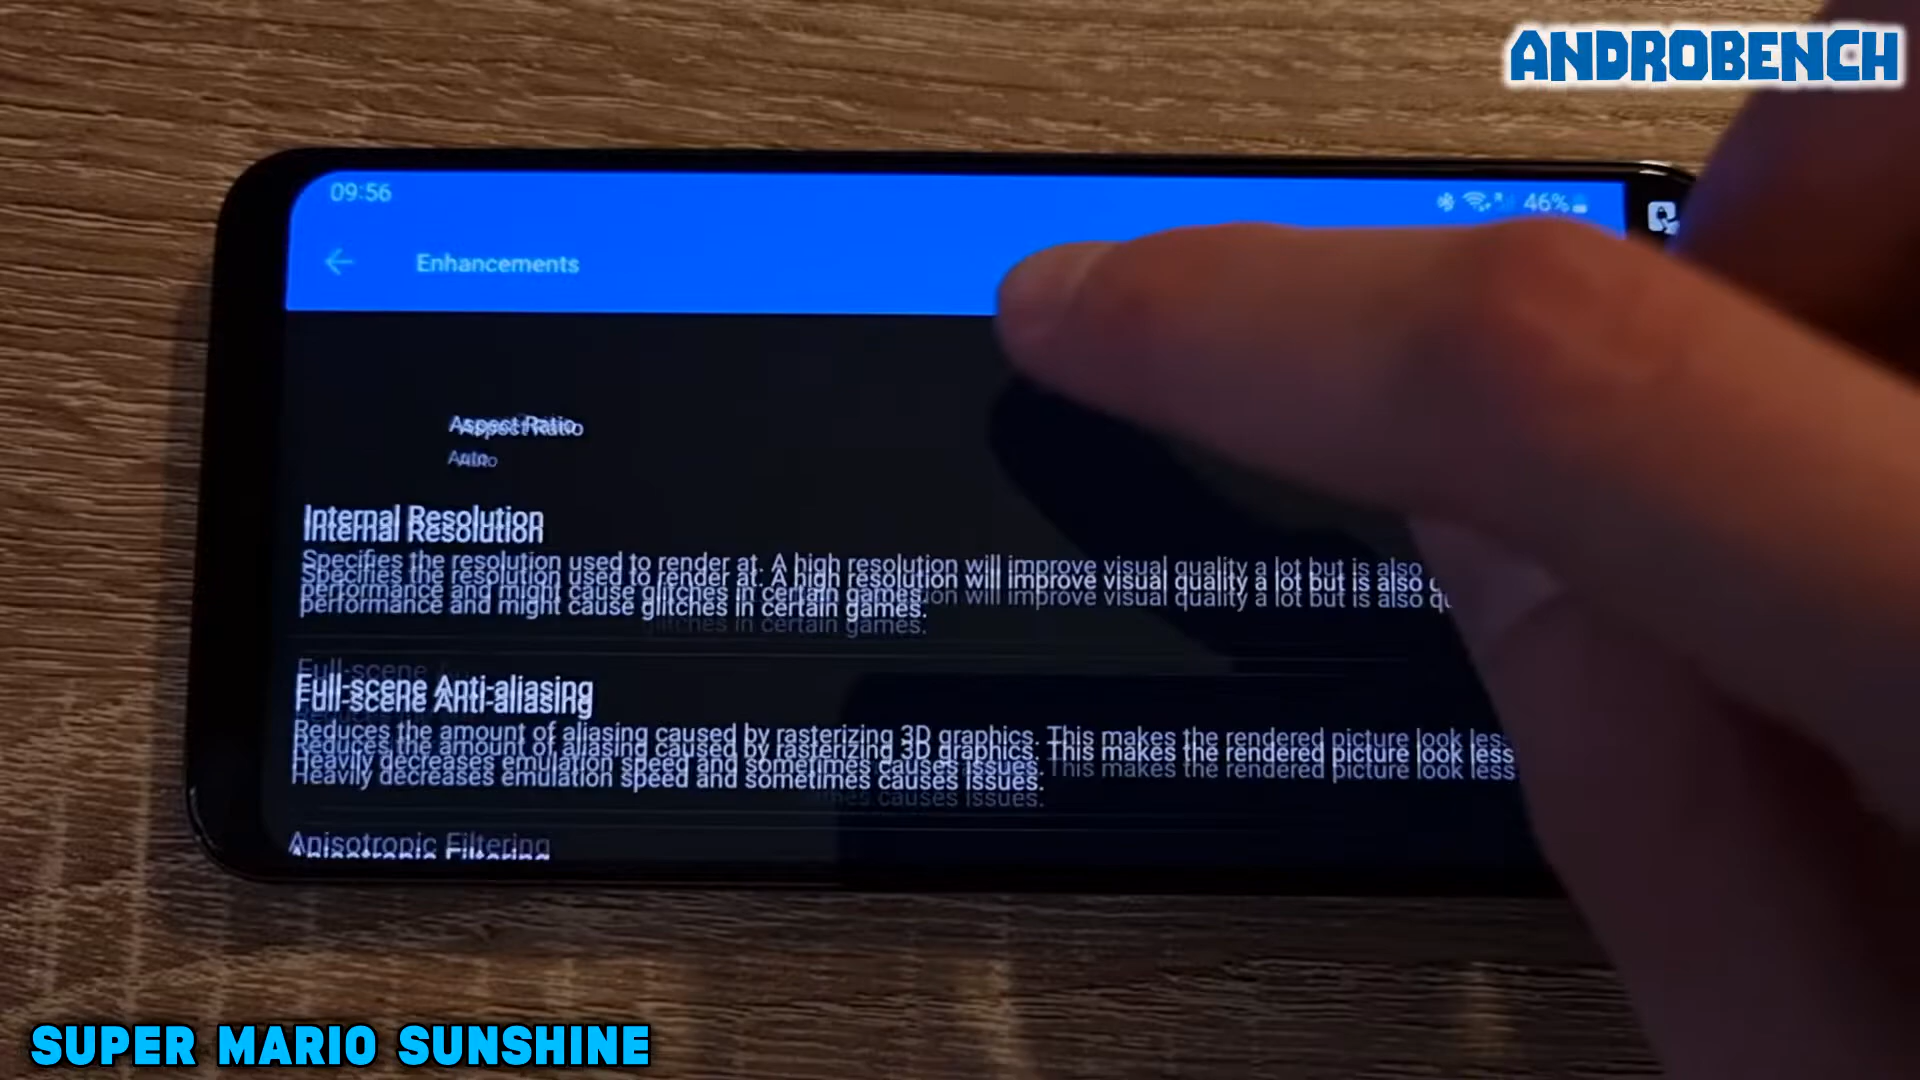 ANDROBENCH
09:56
46%
Enhancements
Aspect Ratio
Auto
Internal Resolution
Specifies the resolution used to render at. A high resolution will improve visual quality a lot but is also
performance and might cause glitches in certain games.
Full-scene Anti-aliasing
Reduces the amount of aliasing caused by rasterizing 3D graphics. This makes the rendered picture look less
Heavily decreases emulation speed and sometimes causes issues.
Anisotropic Filtering
SUPER MARIO SUNSHINE